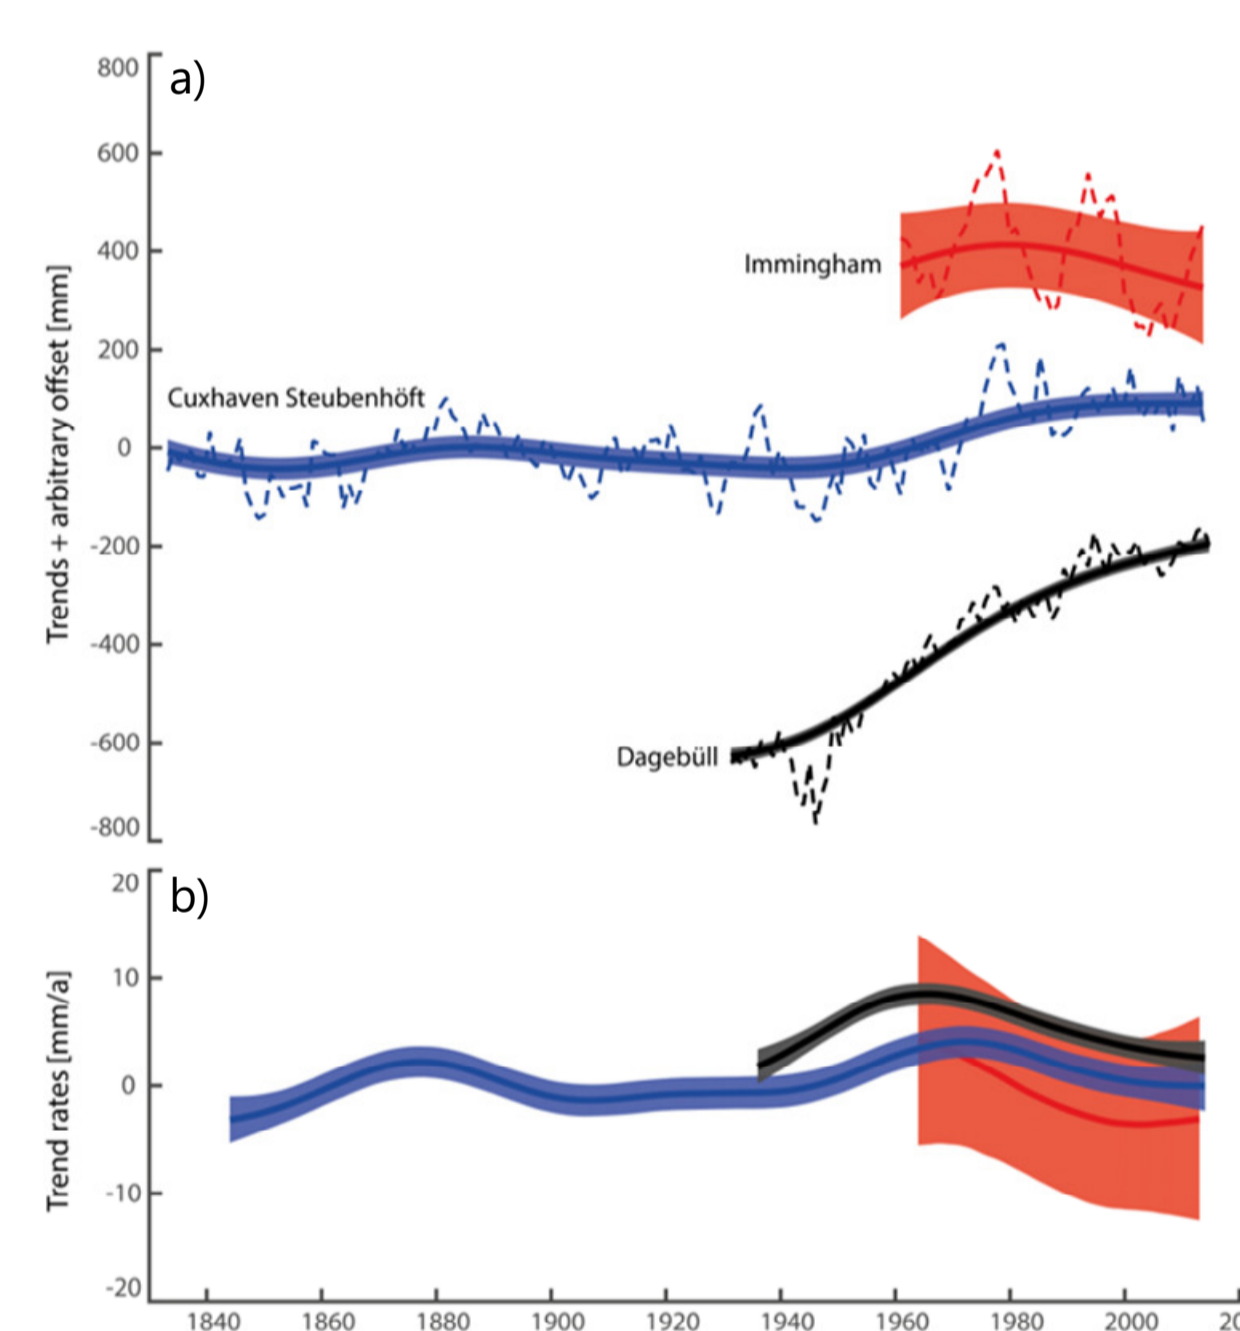 a)
800
600
400
200
0
-200
-400
-600
-800
Trends + arbitrary offset [mm]
Immingham
Cuxhaven Steubenhöft
Dagebüll
b)
20
10
0
-10
-20
Trend rates [mm/a]
1840 1860 1880 1900 1920 1940 1960 1980 2000 20